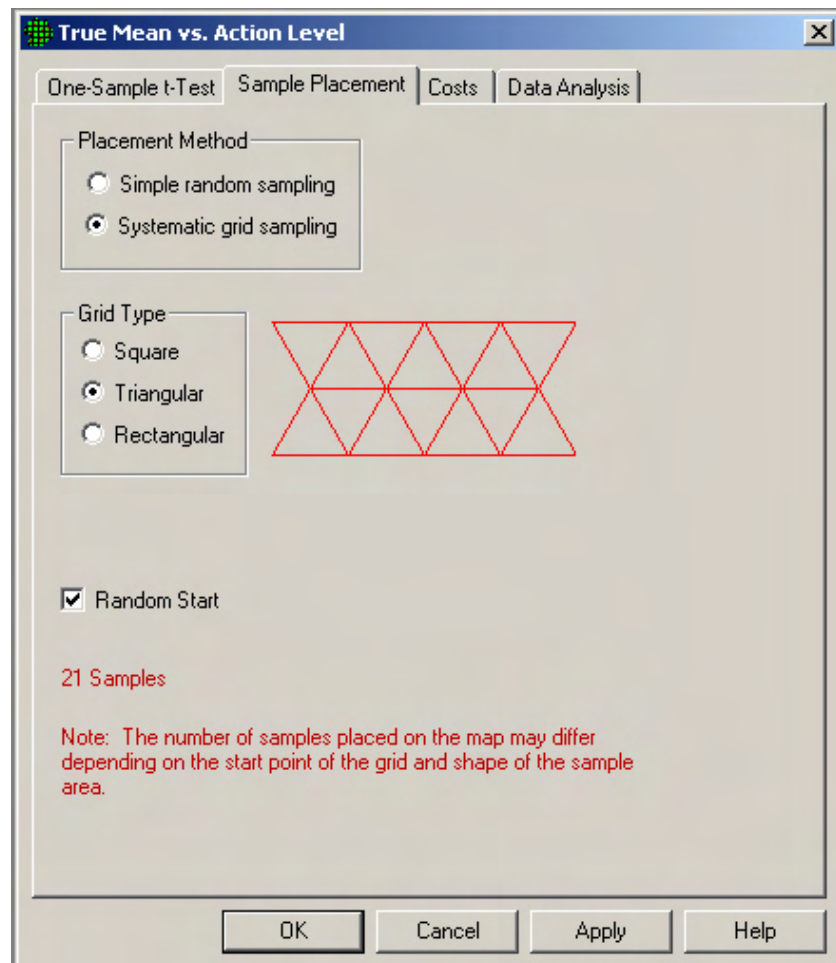 True Mean vs. Action Level
One-Sample t-Test Sample Placement Costs Data Analysis
Placement Method
Simple random sampling
Systematic grid sampling
Grid Type
Square
Triangular
Rectangular
Random Start
21 Samples
Note: The number of samples placed on the map may differ
depending on the start point of the grid and shape of the sample
area.
OK Cancel Apply Help